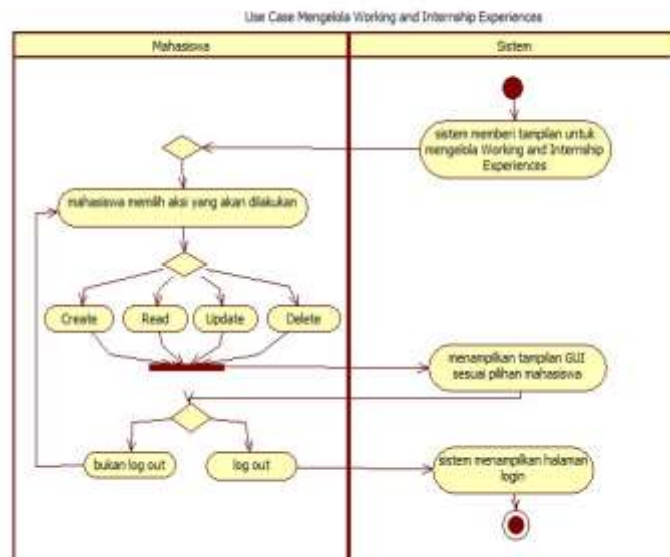 Use Case Mengelola Working and Internship Experiences
Mahasiswa
Sistem
sistem memberi tampilan untuk
mengelola Working and Internship
Experiences
mahasiswa memilih aksi yang akan dilakukan
Create
Read
Update
Delete
menampilkan tampilan GUI
sesuai pilihan mahasiswa
bukan log out
log out
sistem menampilkan halaman
login